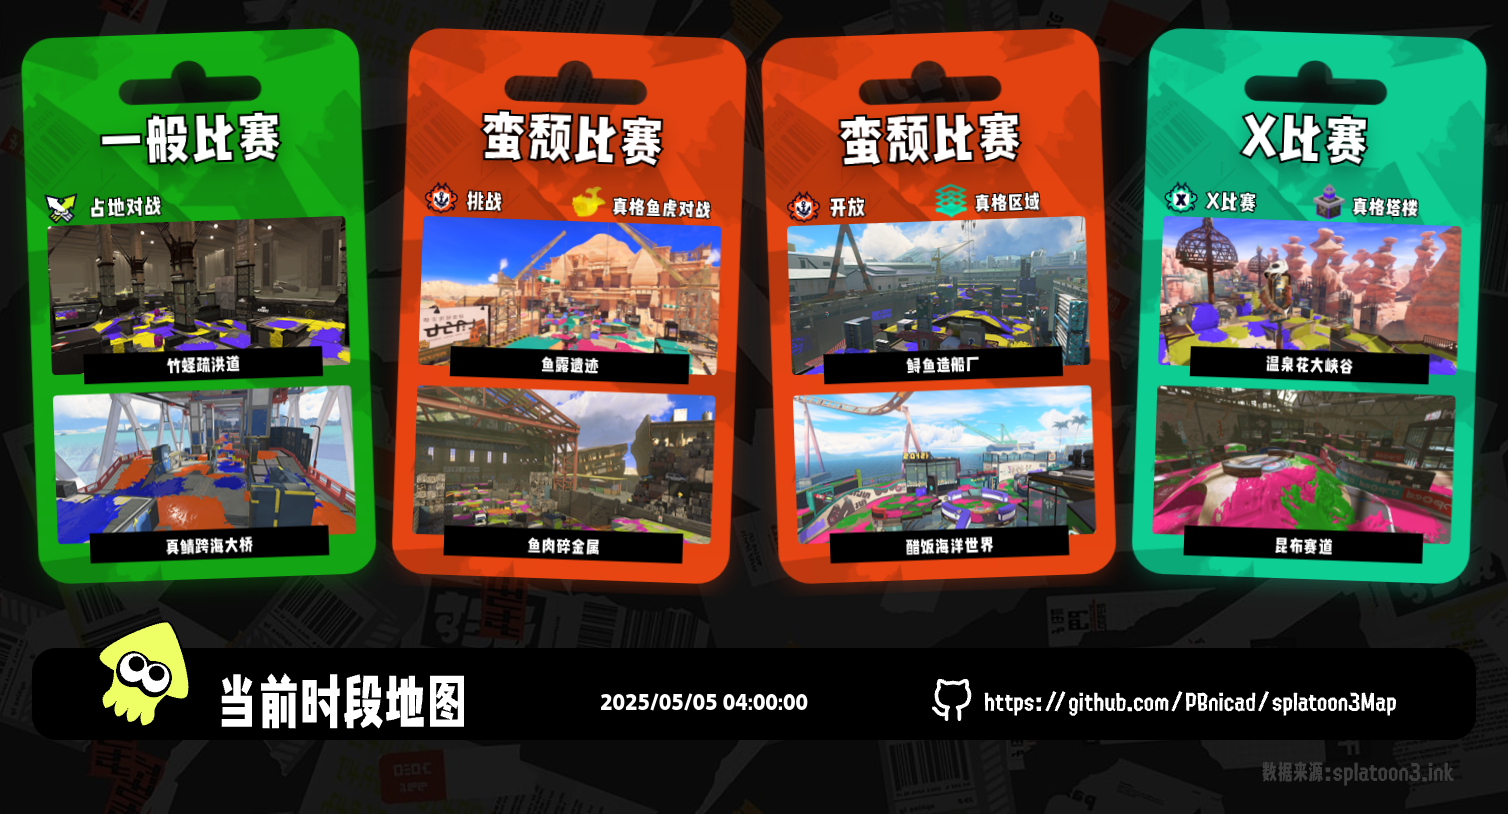 一般比赛
占地对战
竹蛏疏洪道
真鲭跨海大桥
蛮颓比赛
挑战
真格鱼虎对战
鱼露遗迹
鱼肉碎金属
蛮颓比赛
开放
真格区域
鲟鱼造船厂
醋饭海洋世界
X比赛
X比赛
真格塔楼
温泉花大峡谷
昆布赛道
当前时段地图
2025/05/05 04:00:00
https://github.com/PBnicad/splatoon3Map
数据来源:splatoon3.ink